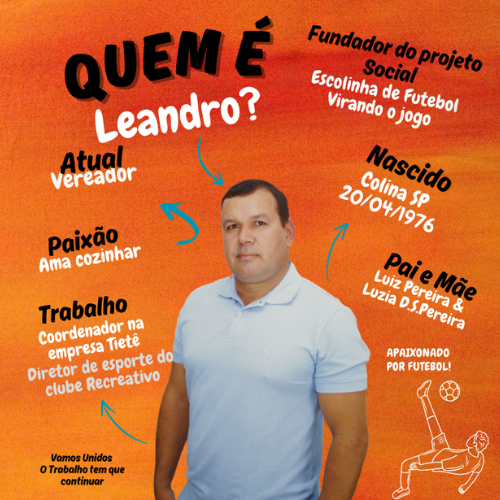 QUEM É
Leandro?
Fundador do projeto
Social
Escolinha de Futebol
Virando o jogo
Atual
Vereador
Nascido
Colina SP
20/04/1976
Paixão
Ama cozinhar
Pai e Mãe
Luiz Pereira &
Luzia D.S.Pereira
Trabalho
Coordenador na
empresa Tietê
Diretor de esporte do
clube Recreativo
APAIXONADO
POR FUTEBOL!
Vamos Unidos
O Trabalho tem que
continuar